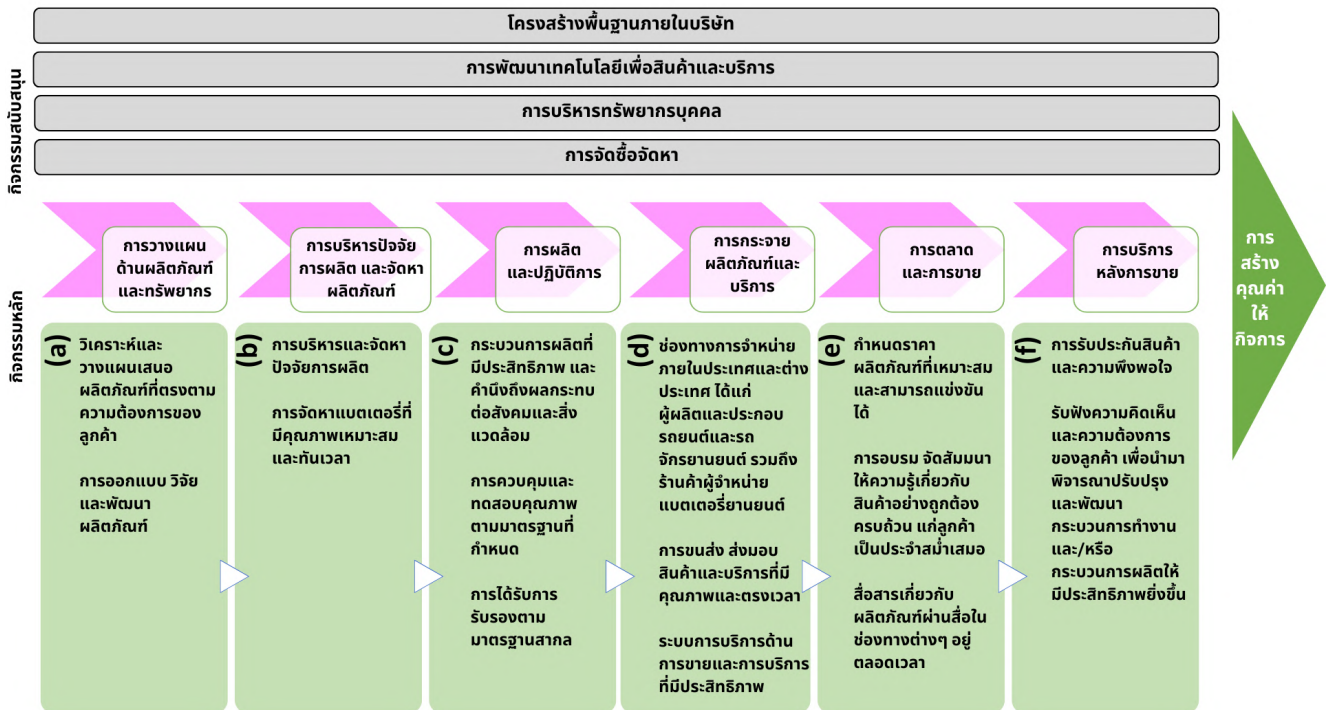 โครงสร้างพื้นฐานภายในบริษัท
การพัฒนาเทคโนโลยีเพื่อสินค้าและบริการ
การบริหารทรัพยากรบุคคล
การจัดซื้อจัดหา
กิจกรรมสนับสนุน
กิจกรรมหลัก
การวางแผน
ด้านผลิตภัณฑ์
และทรัพยากร
(a)
วิเคราะห์และ
วางแผนเสนอ
ผลิตภัณฑ์ที่ตรงตาม
ความต้องการของ
ลูกค้า
การออกแบบ วิจัย
และพัฒนา
ผลิตภัณฑ์
การบริหารปัจจัย
การผลิต และจัดหา
ผลิตภัณฑ์
(b)
การบริหารและจัดหา
ปัจจัยการผลิต
การจัดหาแบตเตอรี่ที่
มีคุณภาพเหมาะสม
และทันเวลา
การผลิต
และปฏิบัติการ
(c)
กระบวนการผลิตที่
มีประสิทธิภาพ และ
คำนึงถึงผลกระทบ
ต่อสังคมและสิ่ง
แวดล้อม
การควบคุมและ
ทดสอบคุณภาพ
ตามมาตรฐานที่
กำหนด
การได้รับการ
รับรองตาม
มาตรฐานสากล
การกระจาย
ผลิตภัณฑ์และ
บริการ
(d)
ช่องทางการจำหน่าย
ภายในประเทศและต่าง
ประเทศ ได้แก่
ผู้ผลิตและประกอบ
รถยนต์และรถ
จักรยานยนต์ รวมถึง
ร้านค้าผู้จำหน่าย
แบตเตอรี่ยานยนต์
การขนส่ง ส่งมอบ
สินค้าและบริการที่มี
คุณภาพและตรงเวลา
ระบบการบริการด้าน
การขายและการบริการ
ที่มีประสิทธิภาพ
การตลาด
และการขาย
(e)
กำหนดราคา
ผลิตภัณฑ์ที่เหมาะสม
และสามารถแข่งขัน
ได้
การอบรม จัดสัมมนา
ให้ความรู้เกี่ยวกับ
สินค้าอย่างถูกต้อง
ครบถ้วน แก่ลูกค้า
เป็นประจำสม่ำเสมอ
สื่อสารเกี่ยวกับ
ผลิตภัณฑ์ผ่านสื่อใน
ช่องทางต่างๆ อยู่
ตลอดเวลา
การบริการ
หลังการขาย
(f)
การรับประกันสินค้า
และความพึงพอใจ
รับฟังความคิดเห็น
และความต้องการ
ของลูกค้า เพื่อนำมา
พิจารณาปรับปรุง
และพัฒนา
กระบวนการทำงาน
และ/หรือ
กระบวนการผลิตให้
มีประสิทธิภาพยิ่งขึ้น
การ
สร้าง
คุณค่า
ให้
กิจการ